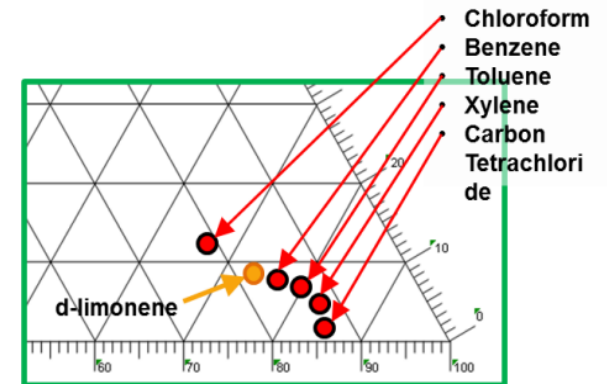 • Chloroform
• Benzene
• Toluene
• Xylene
• Carbon
Tetrachlori
de
20
10
0
d-limonene
60
70
80
90
100